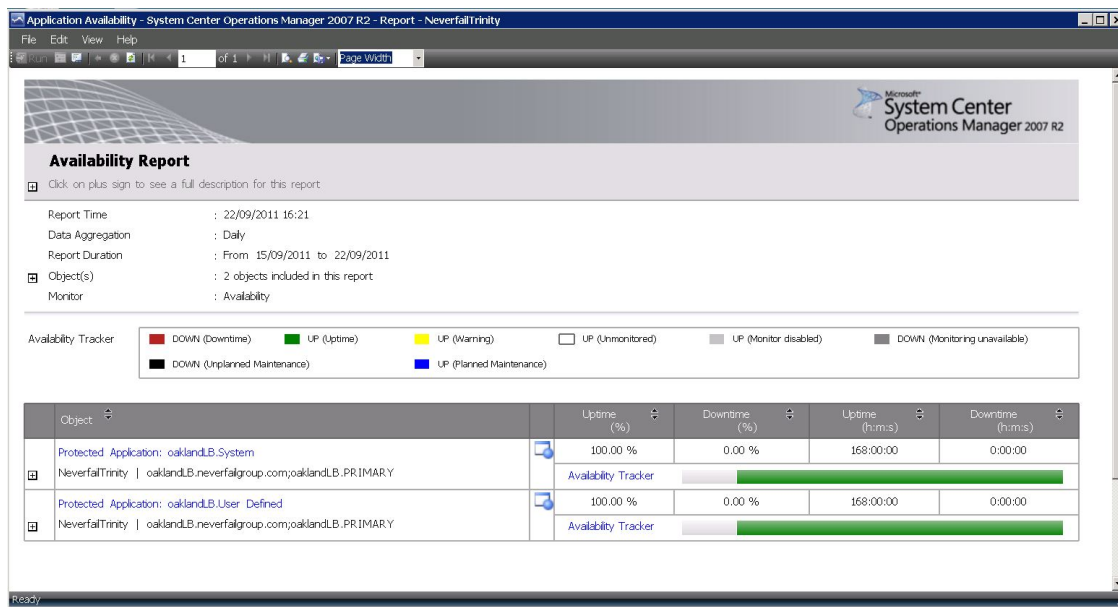 Application Availability - System Center Operations Manager 2007 R2 - Report - NeverfailTrinity
File Edit View Help
Run 1 of 1 Page Width
Microsoft
System Center
Operations Manager 2007 R2
Availability Report
Click on plus sign to see a full description for this report
Report Time : 22/09/2011 16:21
Data Aggregation : Daily
Report Duration : From 15/09/2011 to 22/09/2011
Object(s) : 2 objects included in this report
Monitor : Availability
Availability Tracker DOWN (Downtime) UP (Uptime) UP (Warning) UP (Unmonitored) UP (Monitor disabled) DOWN (Monitoring unavailable)
DOWN (Unplanned Maintenance) UP (Planned Maintenance)
Object Uptime (%) Downtime (%) Uptime (h:m:s) Downtime (h:m:s)
Protected Application: oaklandLB.System 100.00 % 0.00 % 168:00:00 0:00:00
NeverfailTrinity | oaklandLB.neverfailgroup.com;oaklandLB.PRIMARY Availability Tracker
Protected Application: oaklandLB.User Defined 100.00 % 0.00 % 168:00:00 0:00:00
NeverfailTrinity | oaklandLB.neverfailgroup.com;oaklandLB.PRIMARY Availability Tracker
Ready